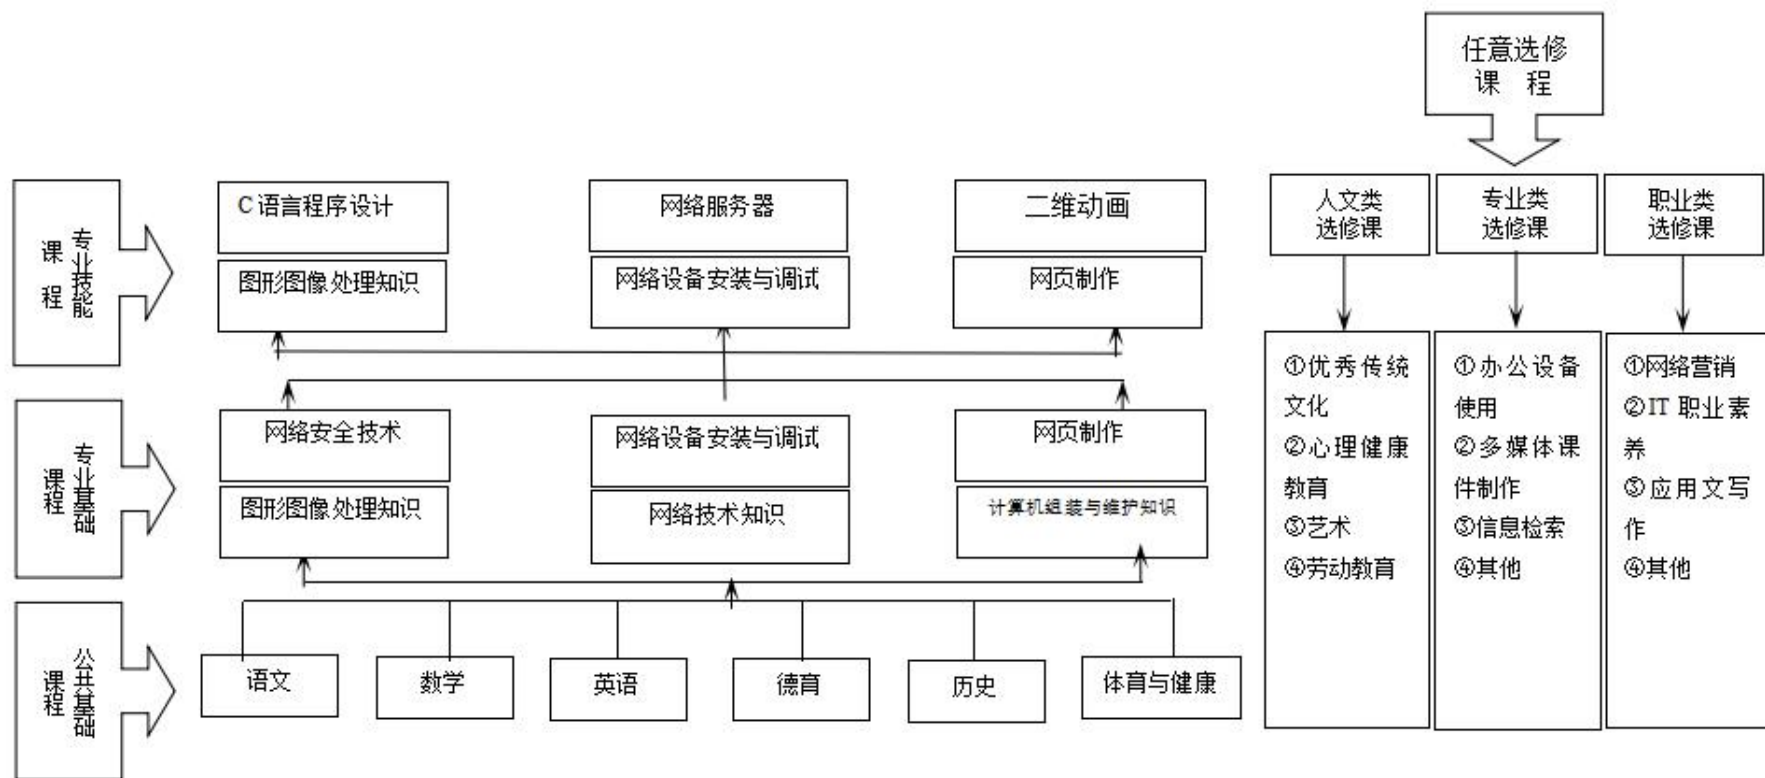 任意选修
课 程
专业技能
课 程
C 语言程序设计
网络服务器
二维动画
图形图像处理知识
网络设备安装与调试
网页制作
人文类
选修课
专业类
选修课
职业类
选修课
①优秀传统
文化
②心理健康
教育
③艺术
④劳动教育
①办公设备
使用
②多媒体课
件制作
③信息检索
④其他
①网络营销
②IT 职业素
养
③应用文写
作
④其他
专业基础
课程
网络安全技术
网络设备安装与调试
网页制作
图形图像处理知识
网络技术知识
计算机组装与维护知识
公共基础
课程
语文
数学
英语
德育
历史
体育与健康